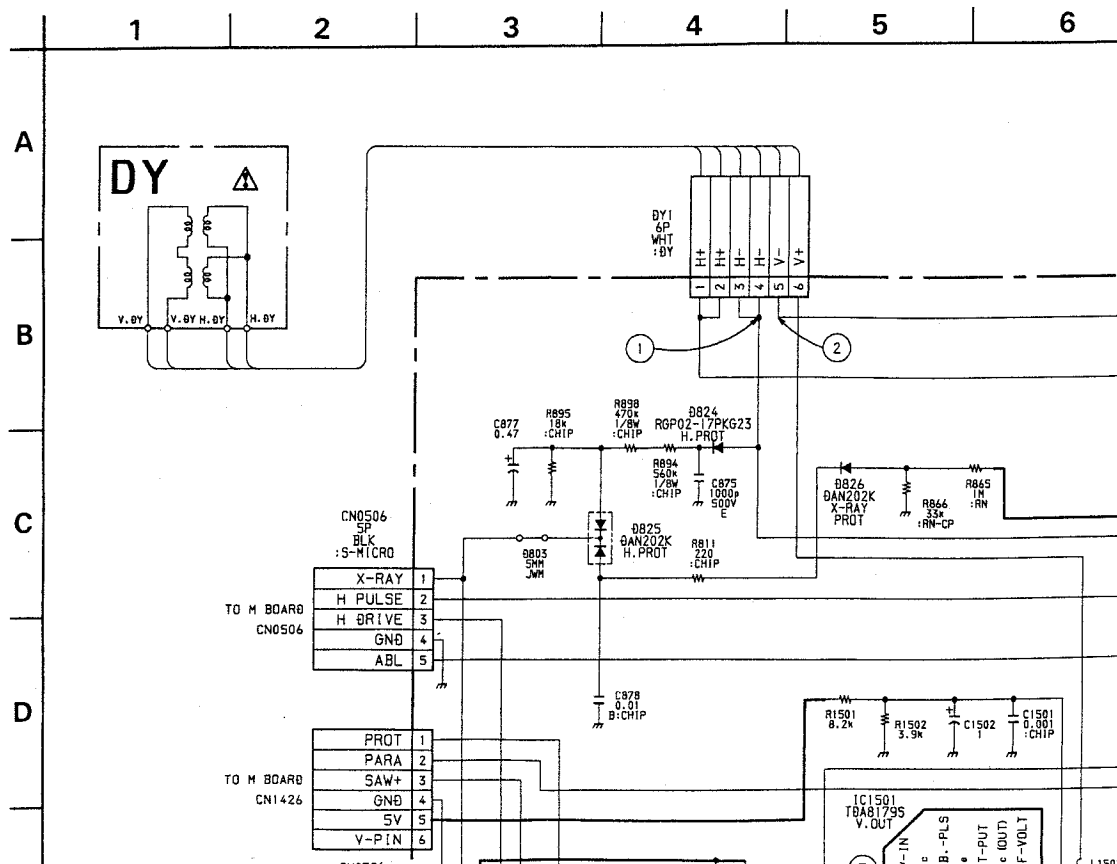 1 2 3 4 5 6
A
DY
DY1
6P
WHT
:DY
H+ H+ H- H- V- V+
1 2 3 4 5 6
V.DY V.DY H.DY H.DY
B
1 2
C877
0.47
R895
18k
:CHIP
R898
470k
1/8W
:CHIP
D824
RGP02-17PKG23
H.PROT
R894
560k
1/8W
:CHIP
C875
1000p
500V
E
D826
DAN202K
X-RAY
PROT
R866
33k
:RN-CP
R865
1M
:RN
C
CN0506
5P
BLK
:S-MICRO
D803
5MM
JWM
D825
DAN202K
H.PROT
R811
220
:CHIP
X-RAY 1
H PULSE 2
H DRIVE 3
GND 4
ABL 5
TO M BOARD
CN0506
C878
0.01
B:CHIP
D
R1501
8.2k
R1502
3.9k
C1502
1
C1501
0.001
:CHIP
PROT 1
PARA 2
SAW+ 3
GND 4
5V 5
V-PIN 6
TO M BOARD
CN1426
IC1501
TDA8179S
V.OUT